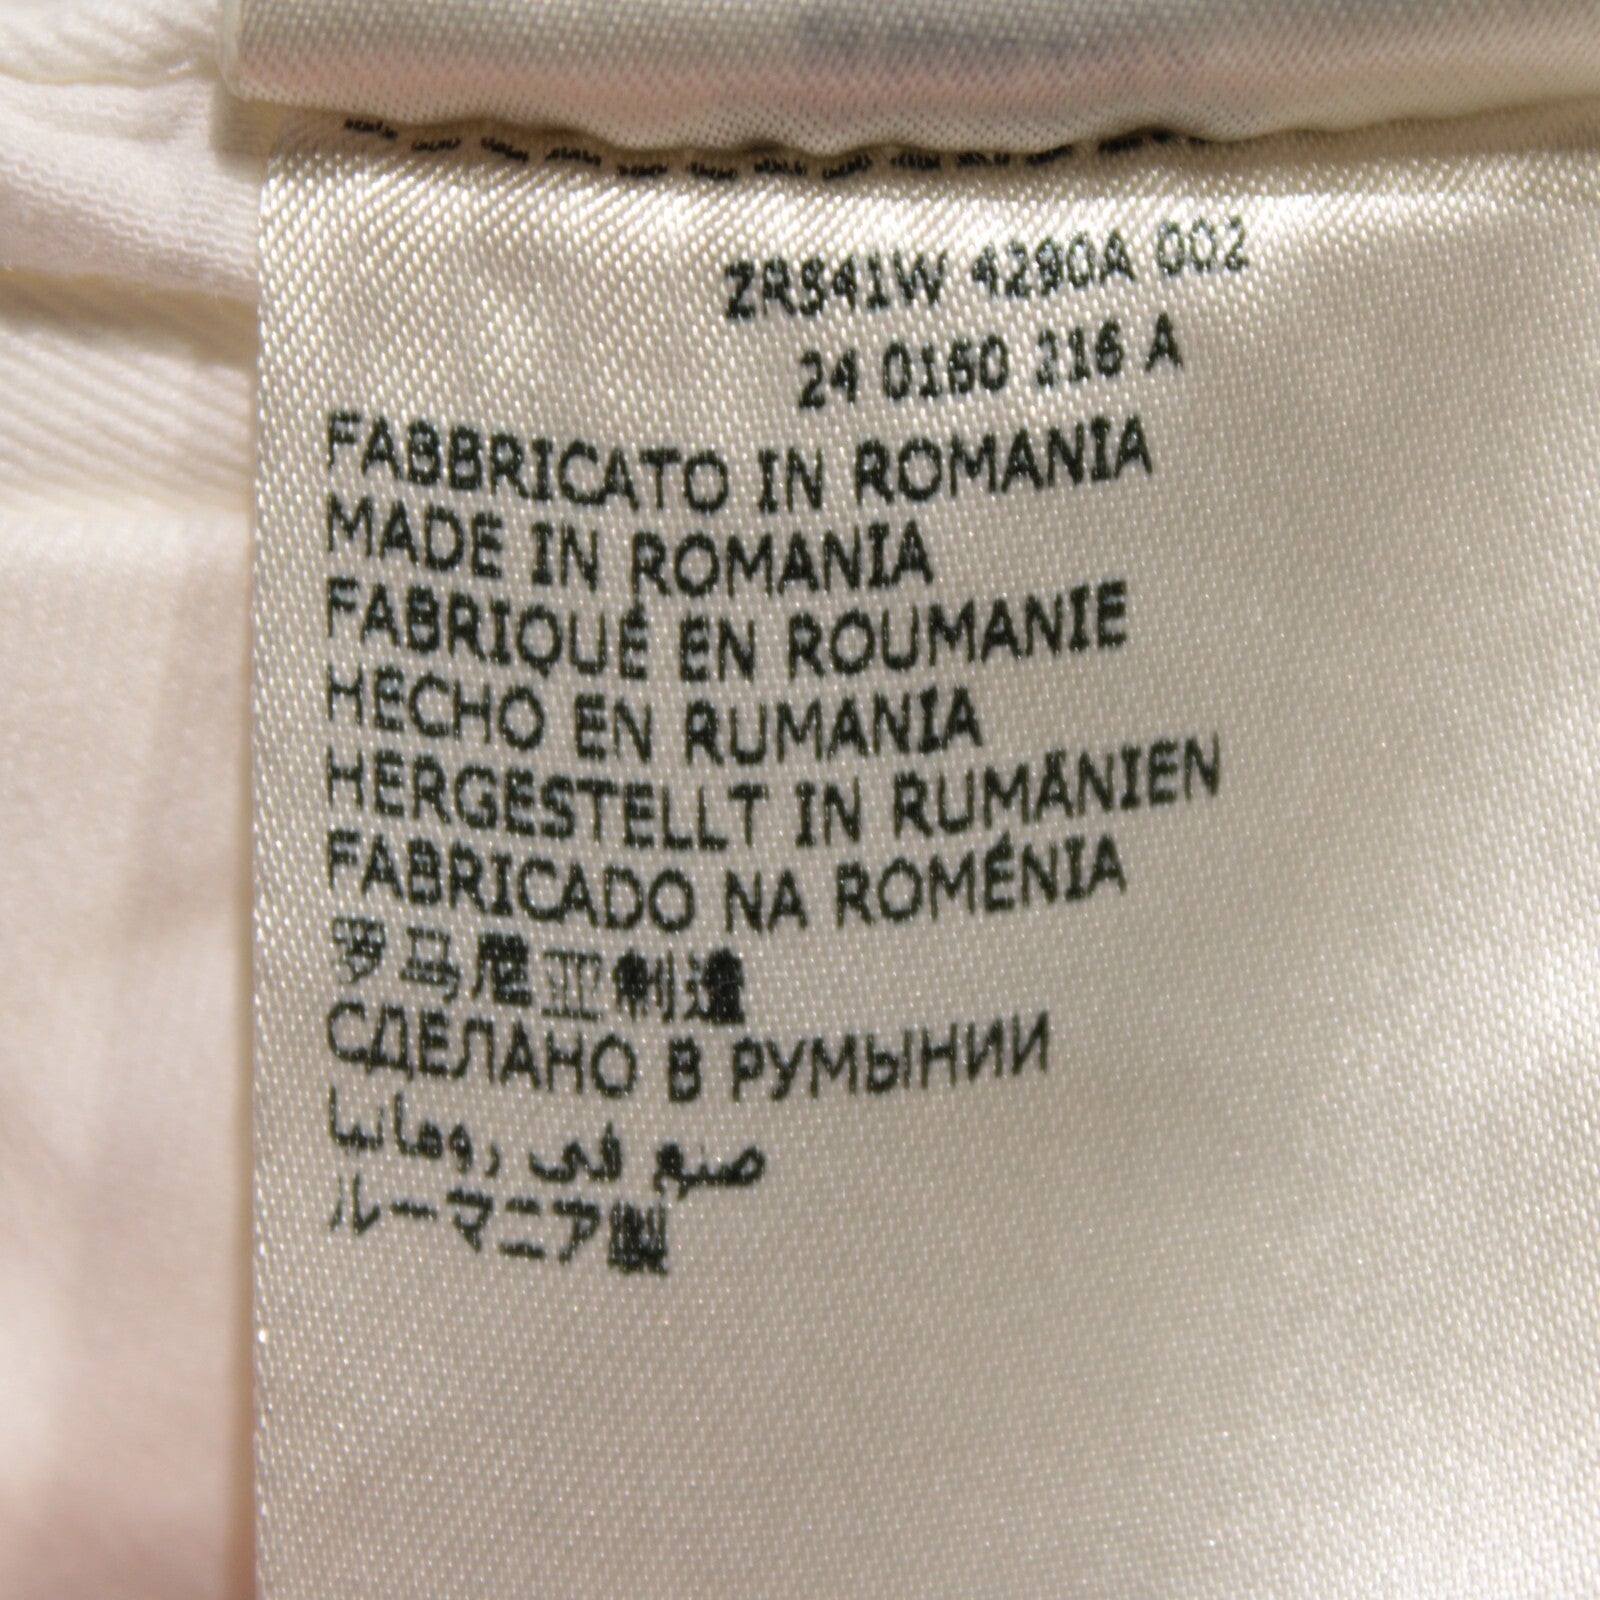 ZR541W 4290A 002
24 0160 216 A
FABBRICATO IN ROMANIA
MADE IN ROMANIA
FABRIQUÉ EN ROUMANIE
HECHO EN RUMANIA
HERGESTELLT IN RUMÄNIEN
FABRICADO NA ROMÉNIA
罗马尼亚制造
СДЕЛАНО В РУМЫНИИ
صنع في رومانيا
ルーマニア製